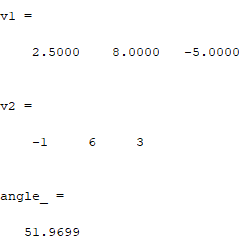 v1 =
2.5000 8.0000 -5.0000
v2 =
-1 6 3
angle_ =
51.9699